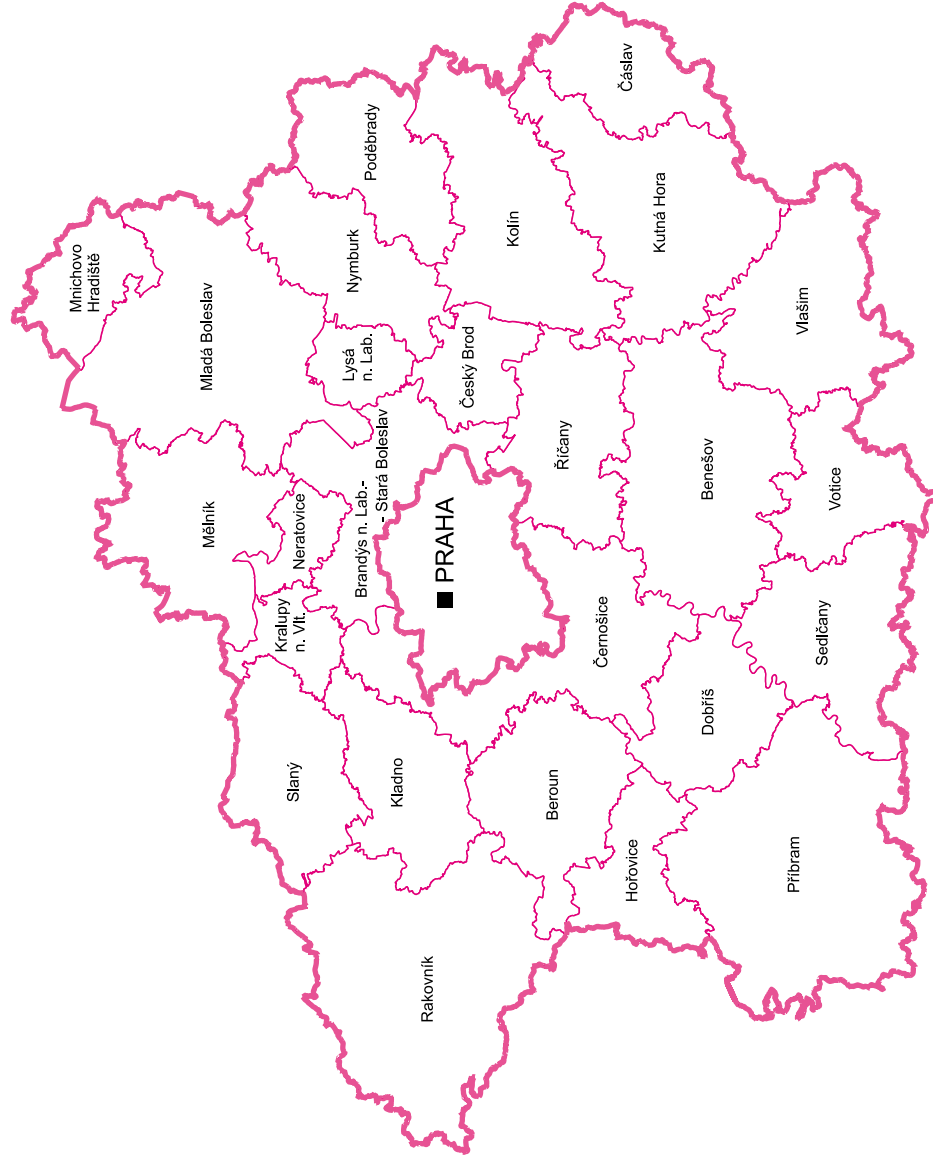 Mnichovo
Hradiště
Mladá Boleslav
Mělník
Poděbrady
Nymburk
Lysá
n. Lab.
Neratovice
Kralupy
n. Vlt.
Slaný
Brandýs n. Lab.-
- Stará Boleslav
Český Brod
Kolín
Čáslav
Kutná Hora
PRAHA
Kladno
Rakovník
Říčany
Černošice
Beroun
Hořovice
Benešov
Vlašim
Dobříš
Votice
Sedlčany
Příbram